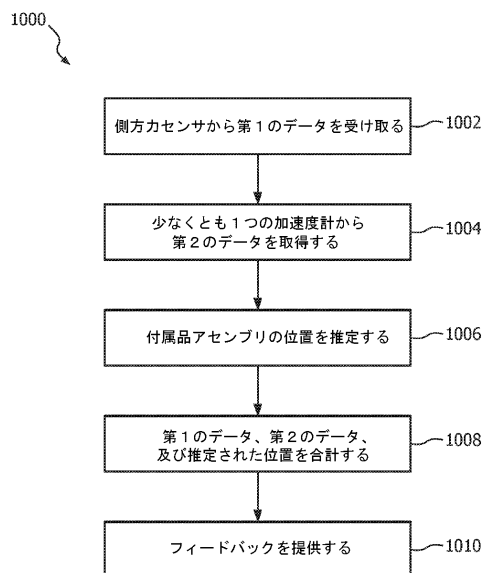 1000
側方力センサから第１のデータを受け取る
1002
少なくとも１つの加速度計から
第２のデータを取得する
1004
付属品アセンブリの位置を推定する
1006
第１のデータ、第２のデータ、
及び推定された位置を合計する
1008
フィードバックを提供する
1010